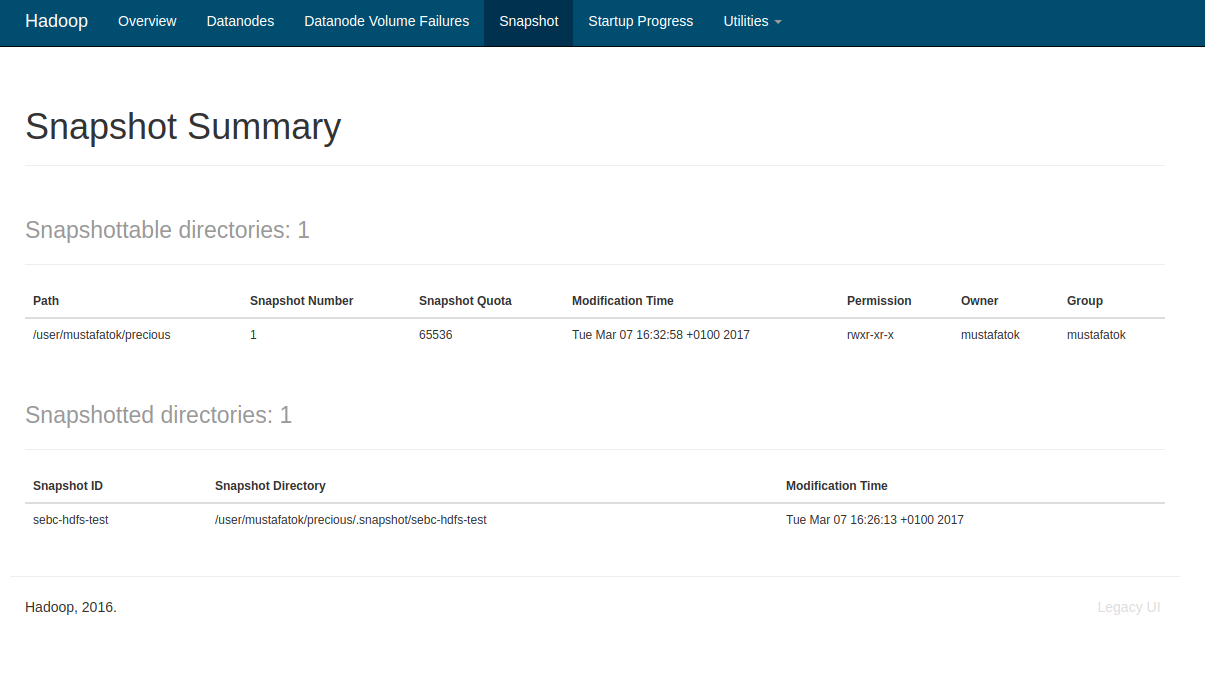 Hadoop Overview Datanodes Datanode Volume Failures Snapshot Startup Progress Utilities
Snapshot Summary
Snapshottable directories: 1
Path Snapshot Number Snapshot Quota Modification Time Permission Owner Group
/user/mustafatok/precious 1 65536 Tue Mar 07 16:32:58 +0100 2017 rwxr-xr-x mustafatok mustafatok
Snapshotted directories: 1
Snapshot ID Snapshot Directory Modification Time
sebc-hdfs-test /user/mustafatok/precious/.snapshot/sebc-hdfs-test Tue Mar 07 16:26:13 +0100 2017
Hadoop, 2016. Legacy UI